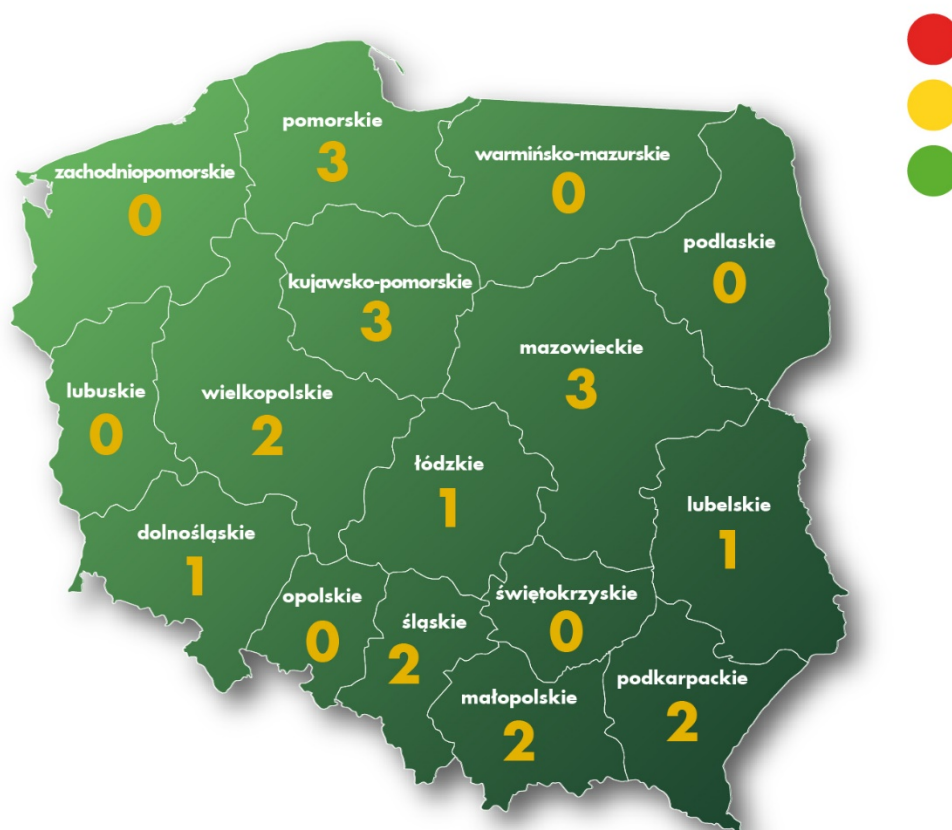 pomorskie
3
warmińsko-mazurskie
0
zachodniopomorskie
0
podlaskie
0
kujawsko-pomorskie
3
mazowieckie
3
lubuskie
0
wielkopolskie
2
łódzkie
1
lubelskie
1
dolnośląskie
1
opolskie
0
śląskie
2
świętokrzyskie
0
małopolskie
2
podkarpackie
2